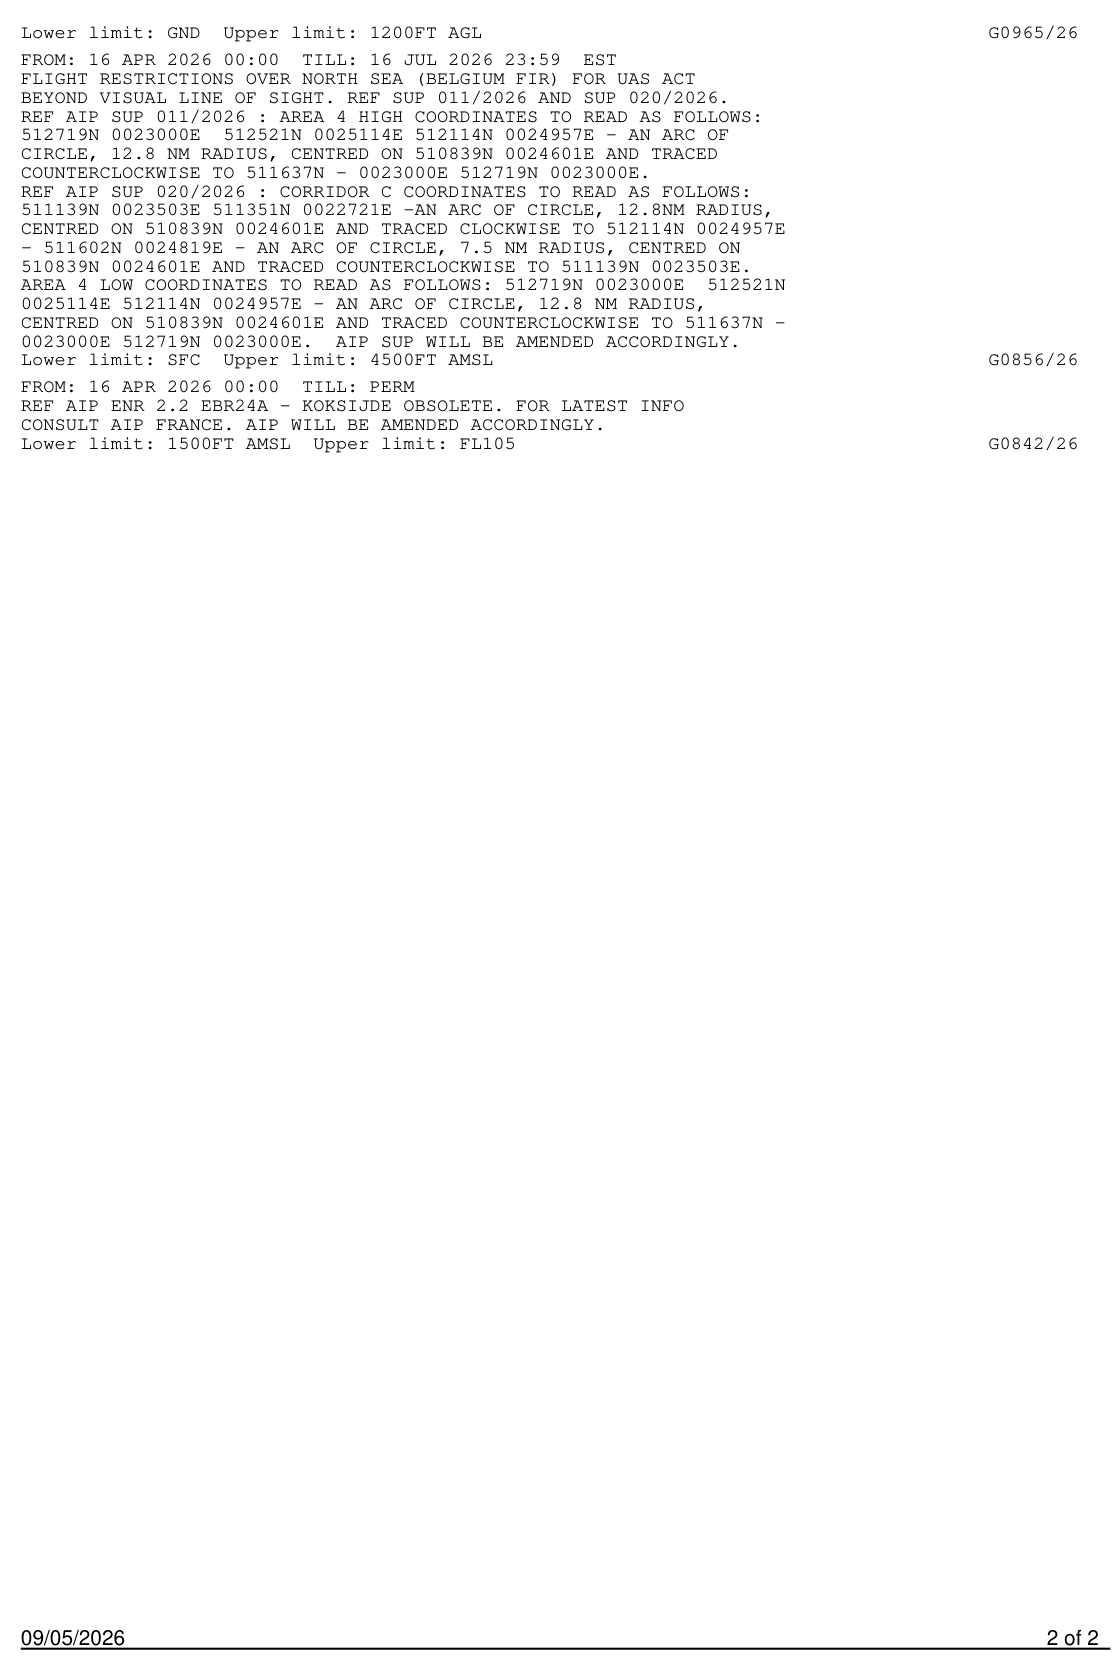 Lower limit: GND  Upper limit: 1200FT AGL G0965/26
FROM: 16 APR 2026 00:00  TILL: 16 JUL 2026 23:59  EST
FLIGHT RESTRICTIONS OVER NORTH SEA (BELGIUM FIR) FOR UAS ACT
BEYOND VISUAL LINE OF SIGHT. REF SUP 011/2026 AND SUP 020/2026.
REF AIP SUP 011/2026 : AREA 4 HIGH COORDINATES TO READ AS FOLLOWS:
512719N 0023000E  512521N 0025114E 512114N 0024957E - AN ARC OF
CIRCLE, 12.8 NM RADIUS, CENTRED ON 510839N 0024601E AND TRACED
COUNTERCLOCKWISE TO 511637N - 0023000E 512719N 0023000E.
REF AIP SUP 020/2026 : CORRIDOR C COORDINATES TO READ AS FOLLOWS:
511139N 0023503E 511351N 0022721E -AN ARC OF CIRCLE, 12.8NM RADIUS,
CENTRED ON 510839N 0024601E AND TRACED CLOCKWISE TO 512114N 0024957E
- 511602N 0024819E - AN ARC OF CIRCLE, 7.5 NM RADIUS, CENTRED ON
510839N 0024601E AND TRACED COUNTERCLOCKWISE TO 511139N 0023503E.
AREA 4 LOW COORDINATES TO READ AS FOLLOWS: 512719N 0023000E  512521N
0025114E 512114N 0024957E - AN ARC OF CIRCLE, 12.8 NM RADIUS,
CENTRED ON 510839N 0024601E AND TRACED COUNTERCLOCKWISE TO 511637N -
0023000E 512719N 0023000E.  AIP SUP WILL BE AMENDED ACCORDINGLY.
Lower limit: SFC  Upper limit: 4500FT AMSL G0856/26
FROM: 16 APR 2026 00:00  TILL: PERM
REF AIP ENR 2.2 EBR24A - KOKSIJDE OBSOLETE. FOR LATEST INFO
CONSULT AIP FRANCE. AIP WILL BE AMENDED ACCORDINGLY.
Lower limit: 1500FT AMSL  Upper limit: FL105 G0842/26
09/05/2026 2 of 2